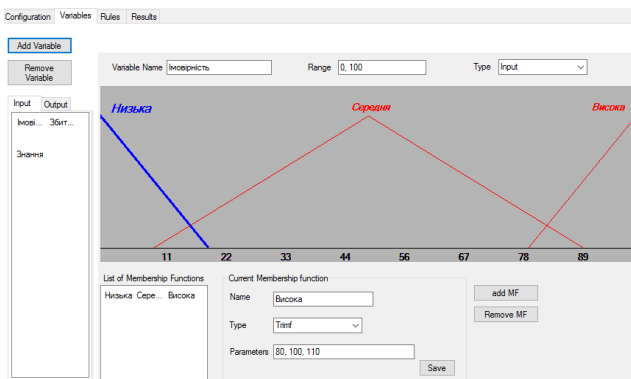 Configuration Variables Rules Results
Add Variable
Remove Variable
Variable Name Імовірність Range 0, 100 Type Input
Input Output
Імові... Збит...
Знання
Низька Середня Висока
11 22 33 44 56 67 78 89
List of Membership Functions
Низька Сере... Висока
Current Membership function
Name Висока
Type Trimf
Parameters 80, 100, 110
Save
add MF
Remove MF